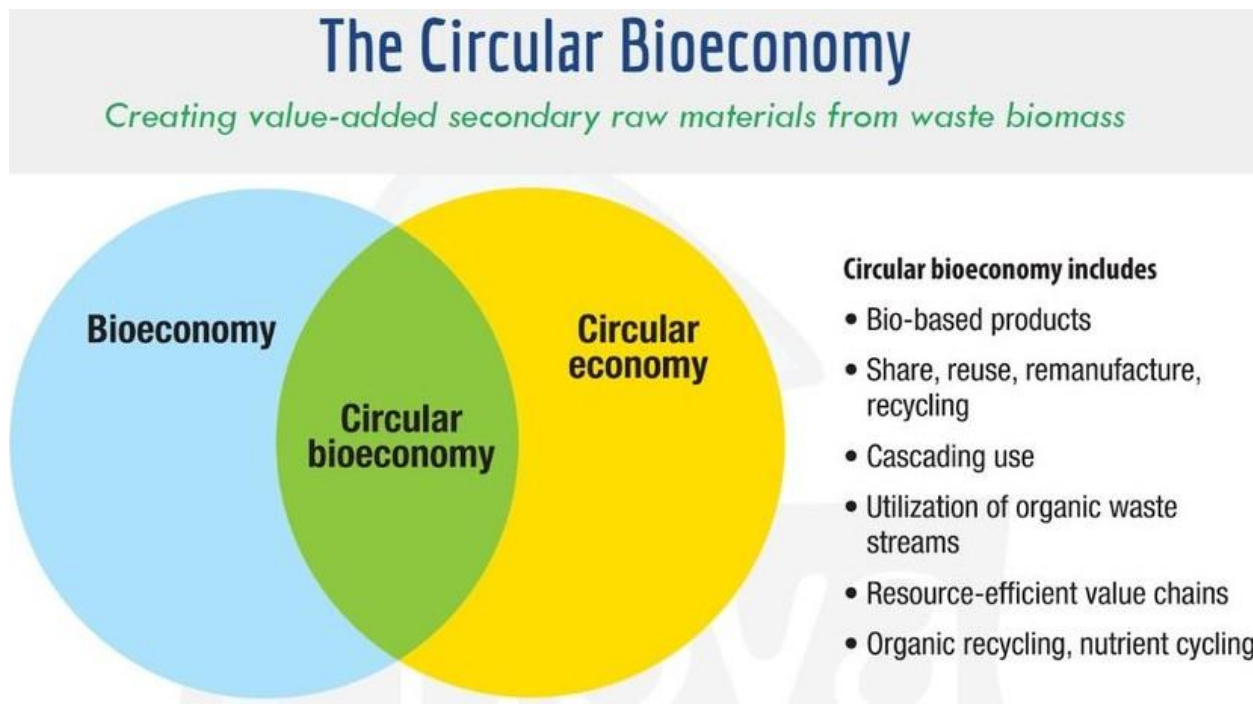 The Circular Bioeconomy
Creating value-added secondary raw materials from waste biomass
Bioeconomy
Circular
economy
Circular
bioeconomy
Circular bioeconomy includes
• Bio-based products
• Share, reuse, remanufacture,
recycling
• Cascading use
• Utilization of organic waste
streams
• Resource-efficient value chains
• Organic recycling, nutrient cycling